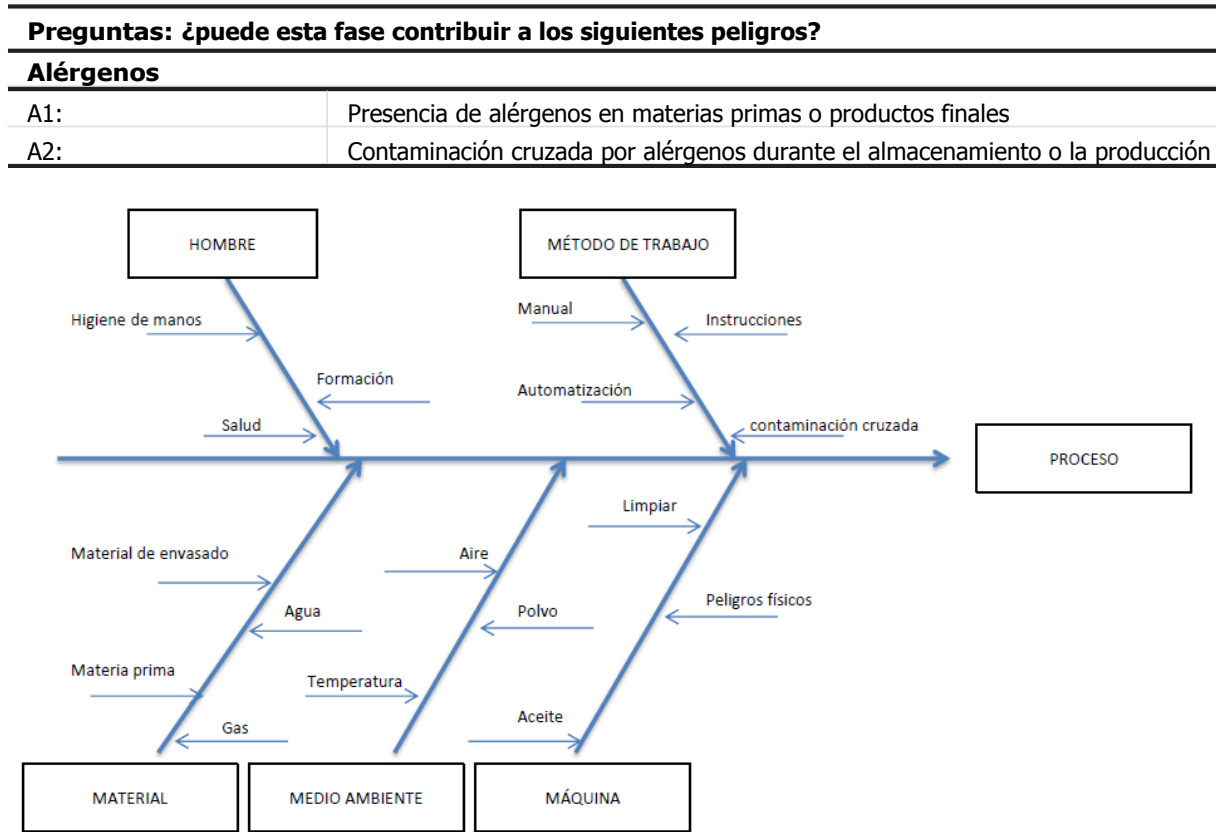 Preguntas: ¿puede esta fase contribuir a los siguientes peligros?
Alérgenos
A1: Presencia de alérgenos en materias primas o productos finales
A2: Contaminación cruzada por alérgenos durante el almacenamiento o la producción
HOMBRE
MÉTODO DE TRABAJO
Higiene de manos
Manual
Instrucciones
Formación
Automatización
Salud
contaminación cruzada
PROCESO
Limpiar
Material de envasado
Aire
Agua
Polvo
Peligros físicos
Materia prima
Temperatura
Gas
Aceite
MATERIAL
MEDIO AMBIENTE
MÁQUINA